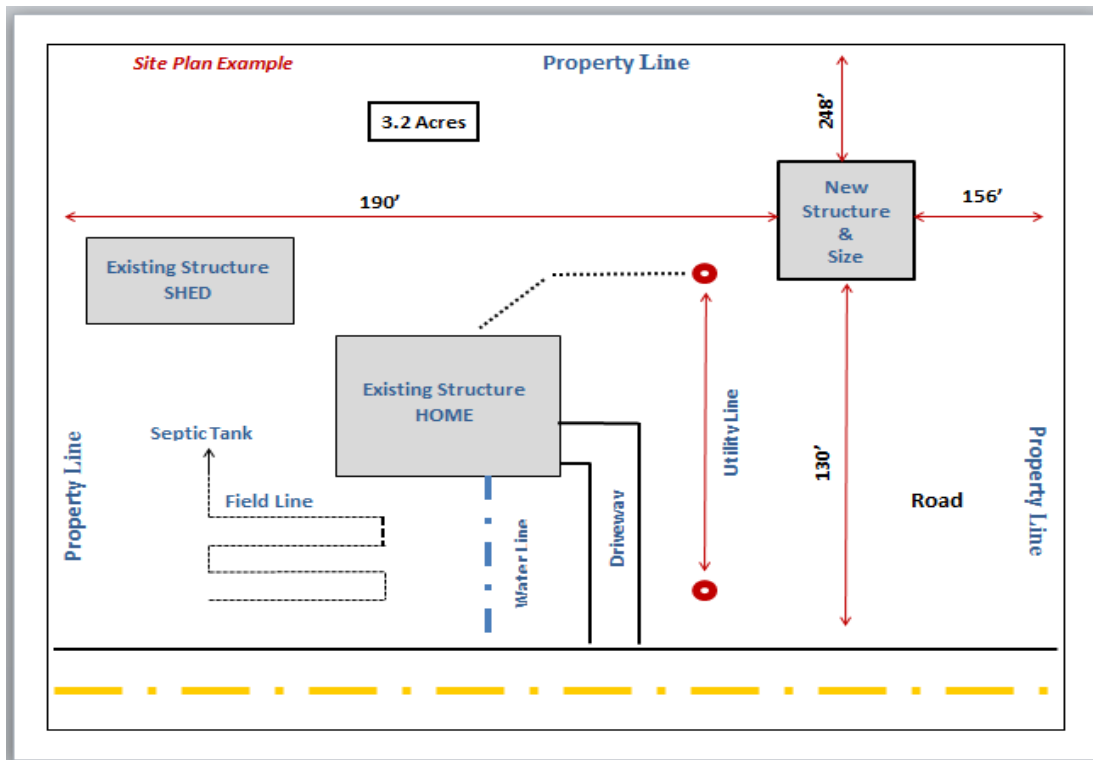 Site Plan Example
Property Line
3.2 Acres
248’
New
Structure
&
Size
190’
156’
Existing Structure
SHED
Existing Structure
HOME
Septic Tank
Field Line
Property Line
Water Line
Driveway
Utility Line
130’
Road
Property Line